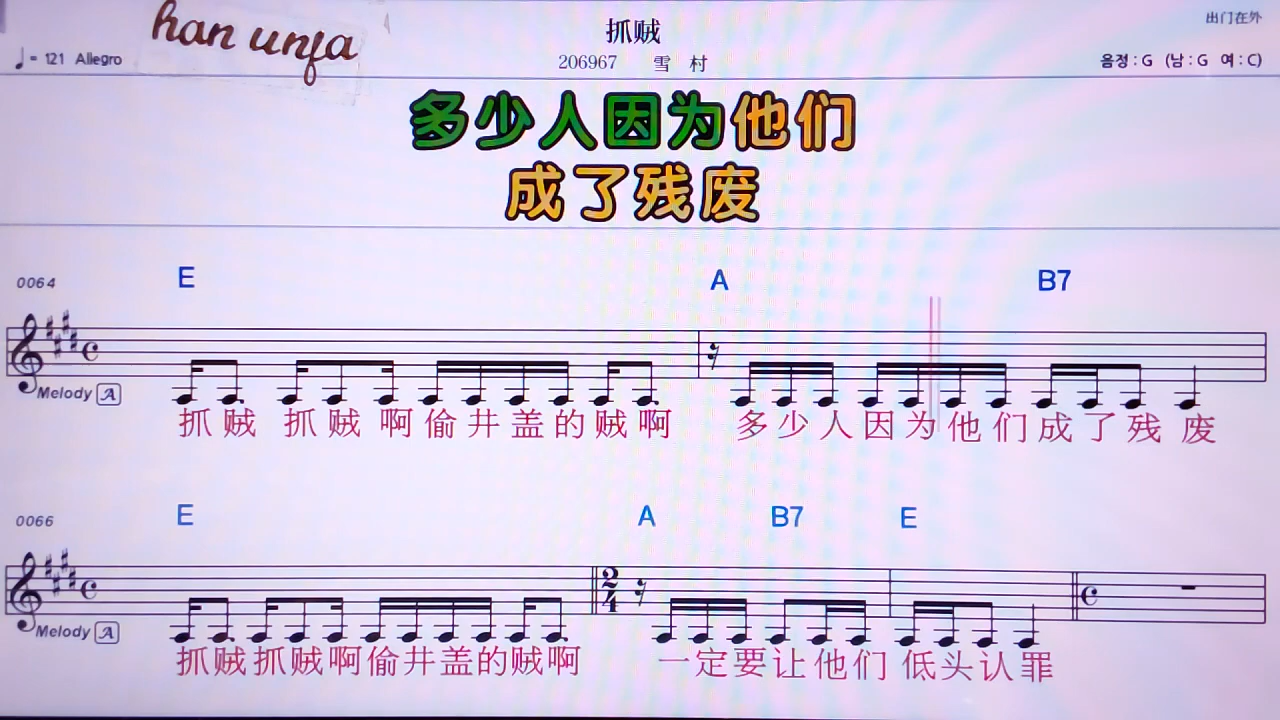 han unja
抓贼
出门在外
♩= 121 Allegro
206967 雪 村
음정 : G (남 : G 여 : C)
多少人因为他们
成了残废
0064
E A B7
Melody A
抓贼 抓贼 啊偷井盖的贼啊 多少人因为他们成了残废
0066
E A B7 E
2
4
Melody A
抓贼抓贼啊偷井盖的贼啊 一定要让他们低头认罪